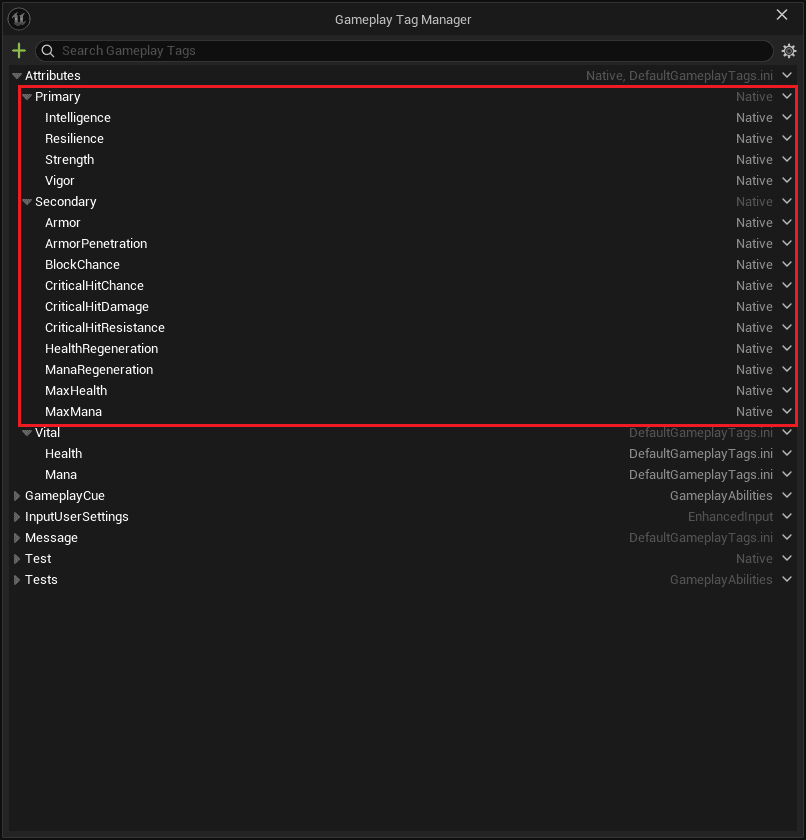 Gameplay Tag Manager
Search Gameplay Tags
Attributes Native, DefaultGameplayTags.ini
Primary Native
Intelligence Native
Resilience Native
Strength Native
Vigor Native
Secondary Native
Armor Native
ArmorPenetration Native
BlockChance Native
CriticalHitChance Native
CriticalHitDamage Native
CriticalHitResistance Native
HealthRegeneration Native
ManaRegeneration Native
MaxHealth Native
MaxMana Native
Vital DefaultGameplayTags.ini
Health DefaultGameplayTags.ini
Mana DefaultGameplayTags.ini
GameplayCue GameplayAbilities
InputUserSettings EnhancedInput
Message DefaultGameplayTags.ini
Test Native
Tests GameplayAbilities